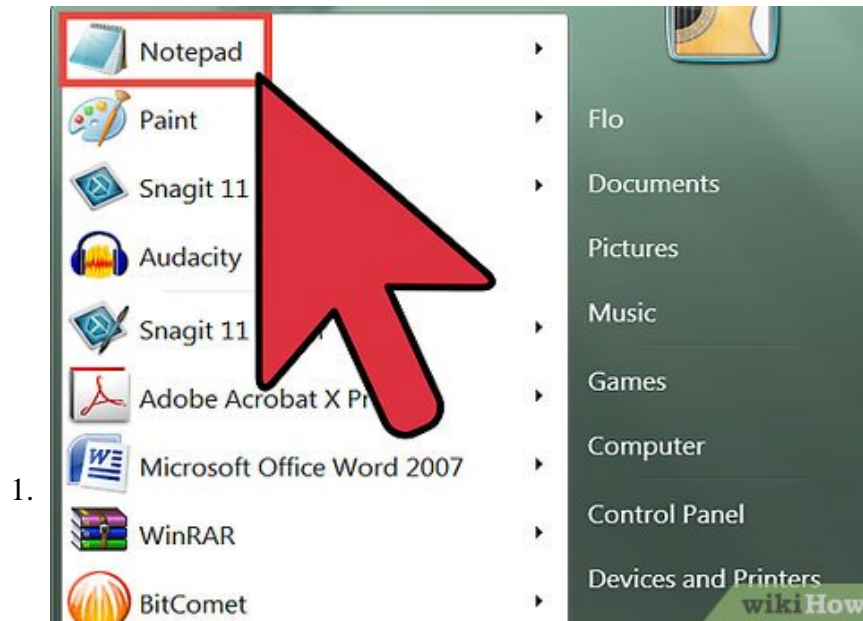 Notepad
Paint
Snagit 11
Audacity
Snagit 11
Adobe Acrobat X
Microsoft Office Word 2007
WinRAR
BitComet
Flo
Documents
Pictures
Music
Games
Computer
Control Panel
Devices and Printers
1.
wikiHow